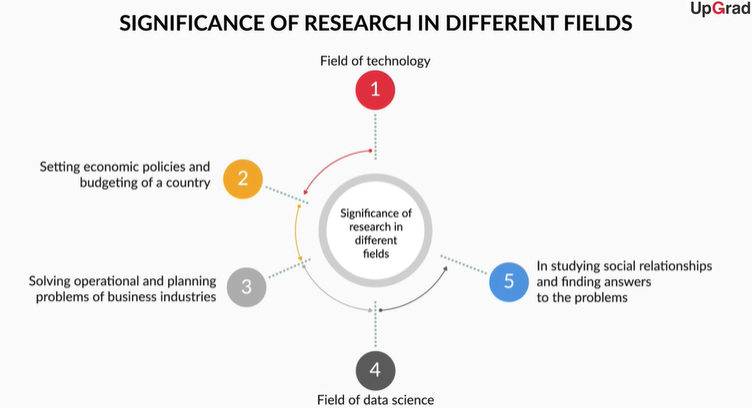 UpGrad
SIGNIFICANCE OF RESEARCH IN DIFFERENT FIELDS
Field of technology
1
Setting economic policies and
budgeting of a country
2
Significance of
research in
different
fields
Solving operational and planning
problems of business industries
3
4
Field of data science
5
In studying social relationships
and finding answers
to the problems